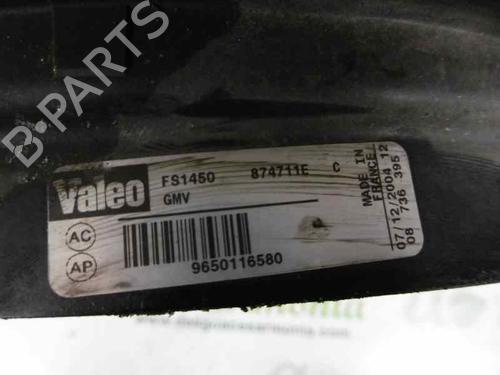 B-PARTS
Valeo
FS1450 874711E C
GMV
AC
AP
9650116580
MADE IN
FRANCE
07/12/2004 12
08 736 395